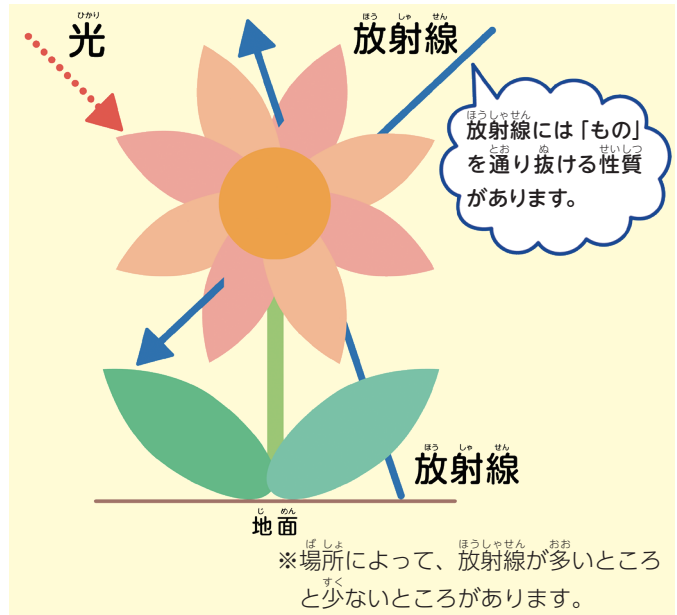 光
放射線
放射線には「もの」
を通り抜ける性質
があります。
放射線
地面
※場所によって、放射線が多いところ
と少ないところがあります。